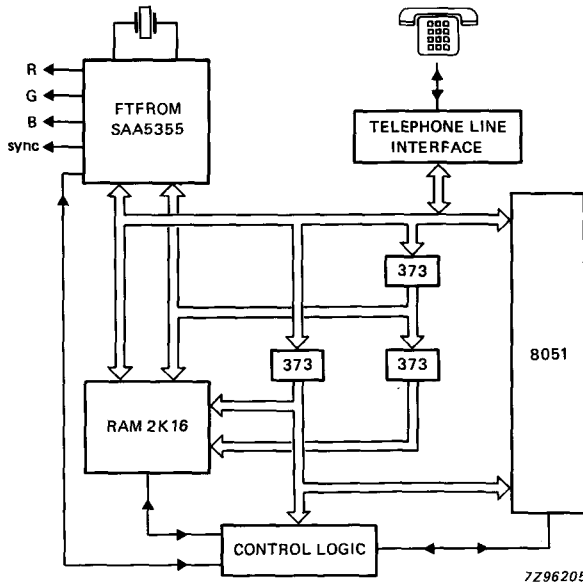 R
G
B
sync
FTFROM
SAA5355
TELEPHONE LINE
INTERFACE
373
373
373
8051
RAM 2K16
CONTROL LOGIC
7Z96205